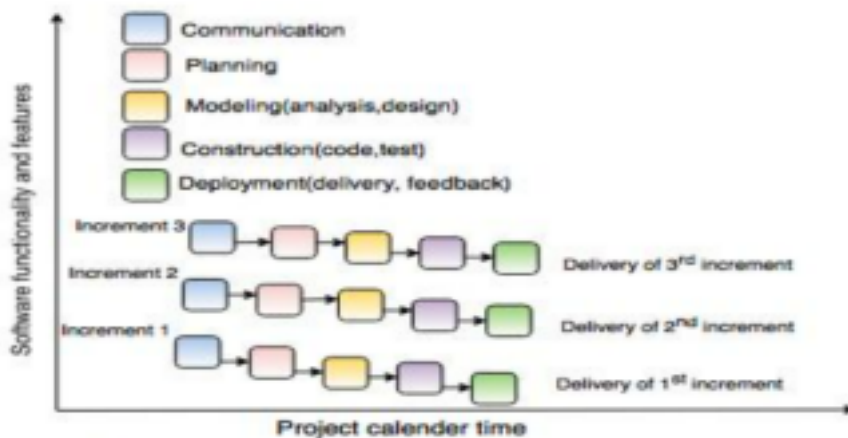 Software functionality and features
Communication
Planning
Modeling(analysis,design)
Construction(code,test)
Deployment(delivery, feedback)
Increment 3
Delivery of 3rd increment
Increment 2
Delivery of 2nd increment
Increment 1
Delivery of 1st increment
Project calender time